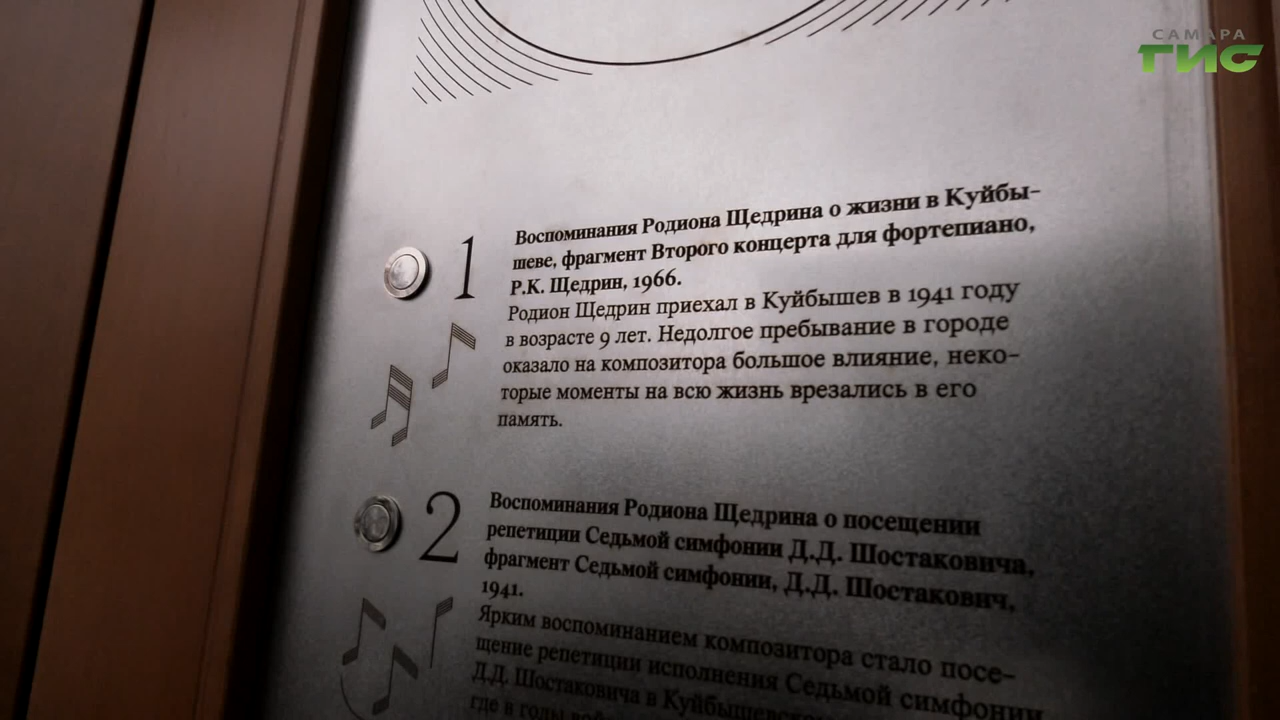 САМАРА
ГИС
1
Воспоминания Родиона Щедрина о жизни в Куйбы-
шеве, фрагмент Второго концерта для фортепиано,
Р.К. Щедрин, 1966.
Родион Щедрин приехал в Куйбышев в 1941 году
в возрасте 9 лет. Недолгое пребывание в городе
оказало на композитора большое влияние, неко-
торые моменты на всю жизнь врезались в его
память.
2
Воспоминания Родиона Щедрина о посещении
репетиции Седьмой симфонии Д.Д. Шостаковича,
фрагмент Седьмой симфонии, Д.Д. Шостакович,
1941.
Ярким воспоминанием композитора стало посе-
щение репетиции исполнения Седьмой симфонии
Д.Д. Шостаковича в
где в годы